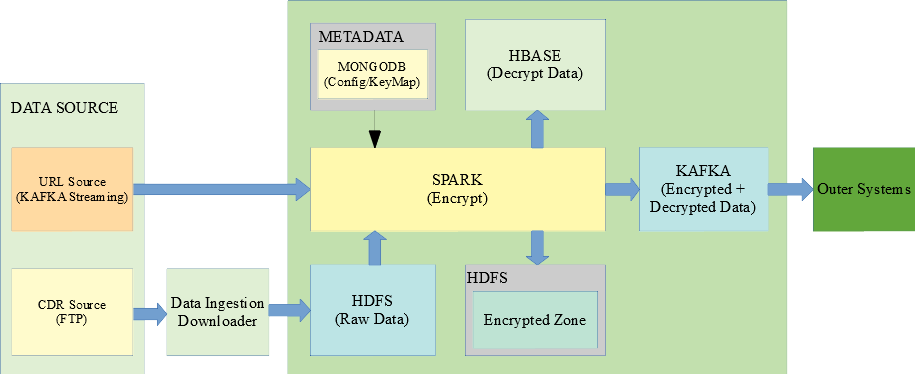 DATA SOURCE
URL Source
(KAFKA Streaming)
CDR Source
(FTP)
Data Ingestion
Downloader
METADATA
MONGODB
(Config/KeyMap)
HBASE
(Decrypt Data)
SPARK
(Encrypt)
KAFKA
(Encrypted +
Decrypted Data)
Outer Systems
HDFS
(Raw Data)
HDFS
Encrypted Zone